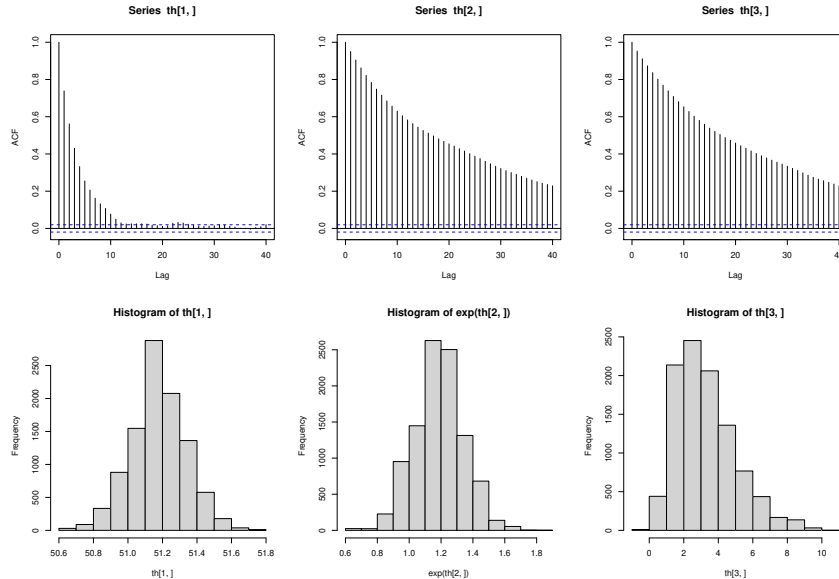 Series th[1, ]
Series th[2, ]
Series th[3, ]
ACF
0.0 0.2 0.4 0.6 0.8 1.0
0 10 20 30 40
Lag
ACF
0.0 0.2 0.4 0.6 0.8 1.0
0 10 20 30 40
Lag
ACF
0.0 0.2 0.4 0.6 0.8 1.0
0 10 20 30 40
Lag
Histogram of th[1, ]
Histogram of exp(th[2, ])
Histogram of th[3, ]
Frequency
0 500 1000 1500 2000 2500
50.6 50.8 51.0 51.2 51.4 51.6 51.8
th[1, ]
Frequency
0 500 1000 1500 2000 2500
0.6 0.8 1.0 1.2 1.4 1.6 1.8
exp(th[2, ])
Frequency
0 500 1000 1500 2000 2500
0 2 4 6 8 10
th[3, ]